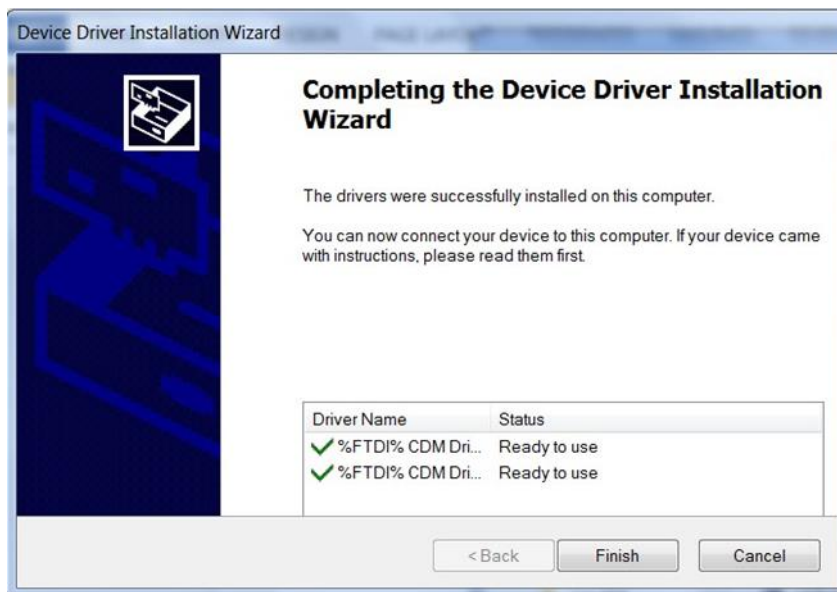 Device Driver Installation Wizard
Completing the Device Driver Installation
Wizard
The drivers were successfully installed on this computer.
You can now connect your device to this computer. If your device came
with instructions, please read them first.
Driver Name Status
%FTDI% CDM Dri... Ready to use
%FTDI% CDM Dri... Ready to use
< Back Finish Cancel